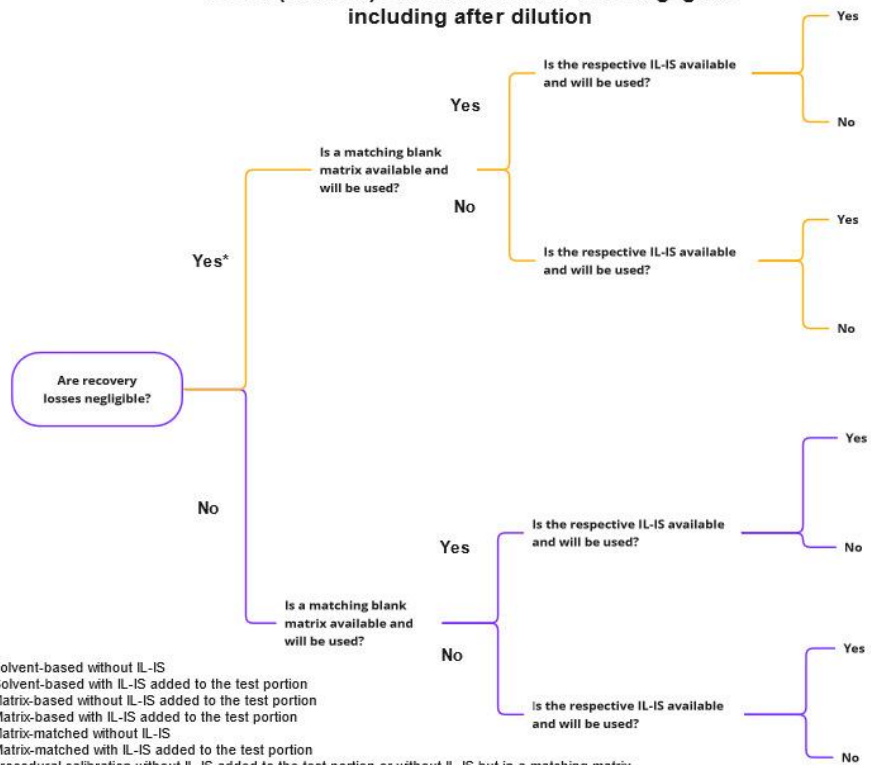 including after dilution
Yes
Is the respective IL-IS available
and will be used?
Yes
No
Is a matching blank
matrix available and
will be used?
No
Yes
Is the respective IL-IS available
and will be used?
Yes*
No
Are recovery
losses negligible?
Yes
No
Is the respective IL-IS available
and will be used?
Yes
No
Is a matching blank
matrix available and
will be used?
Yes
No
olvent-based without IL-IS
olvent-based with IL-IS added to the test portion
Is the respective IL-IS available
and will be used?
atrix-based without IL-IS added to the test portion
atrix-based with IL-IS added to the test portion
atrix-matched without IL-IS
atrix-matched with IL-IS added to the test portion
No